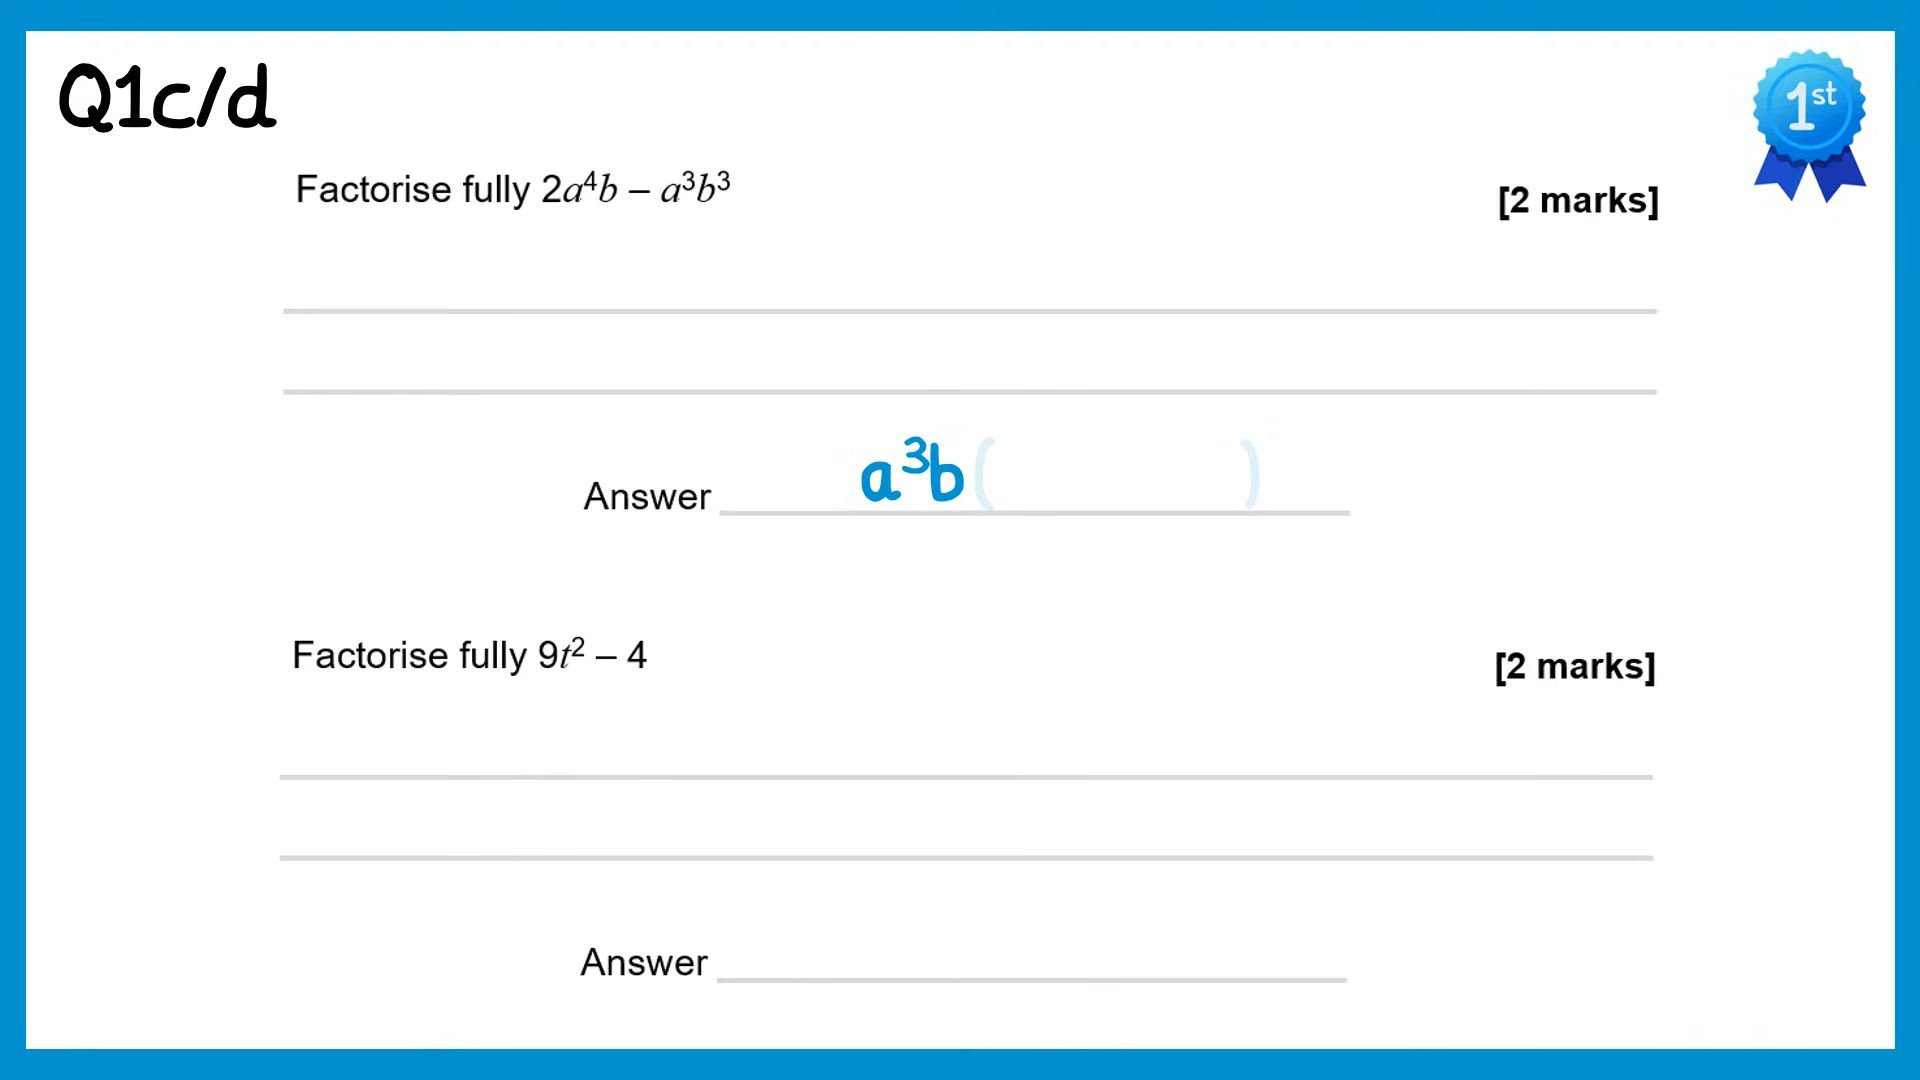 Q1c/d
1st
Factorise fully 2a⁴b – a³b³
[2 marks]
Answer a³b( )
Factorise fully 9t² – 4
[2 marks]
Answer